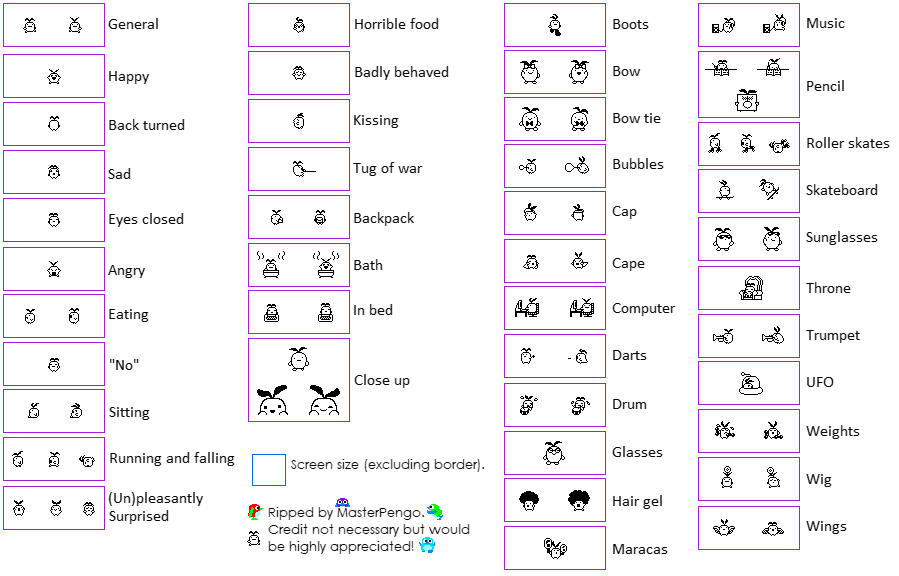 General
Happy
Back turned
Sad
Eyes closed
Angry
Eating
"No"
Sitting
Running and falling
(Un)pleasantly
Surprised
Horrible food
Badly behaved
Kissing
Tug of war
Backpack
Bath
In bed
Close up
Screen size (excluding border).
Ripped by MasterPengo.
Credit not necessary but would
be highly appreciated!
Boots
Bow
Bow tie
Bubbles
Cap
Cape
Computer
Darts
Drum
Glasses
Hair gel
Maracas
Music
Pencil
Roller skates
Skateboard
Sunglasses
Throne
Trumpet
UFO
Weights
Wig
Wings